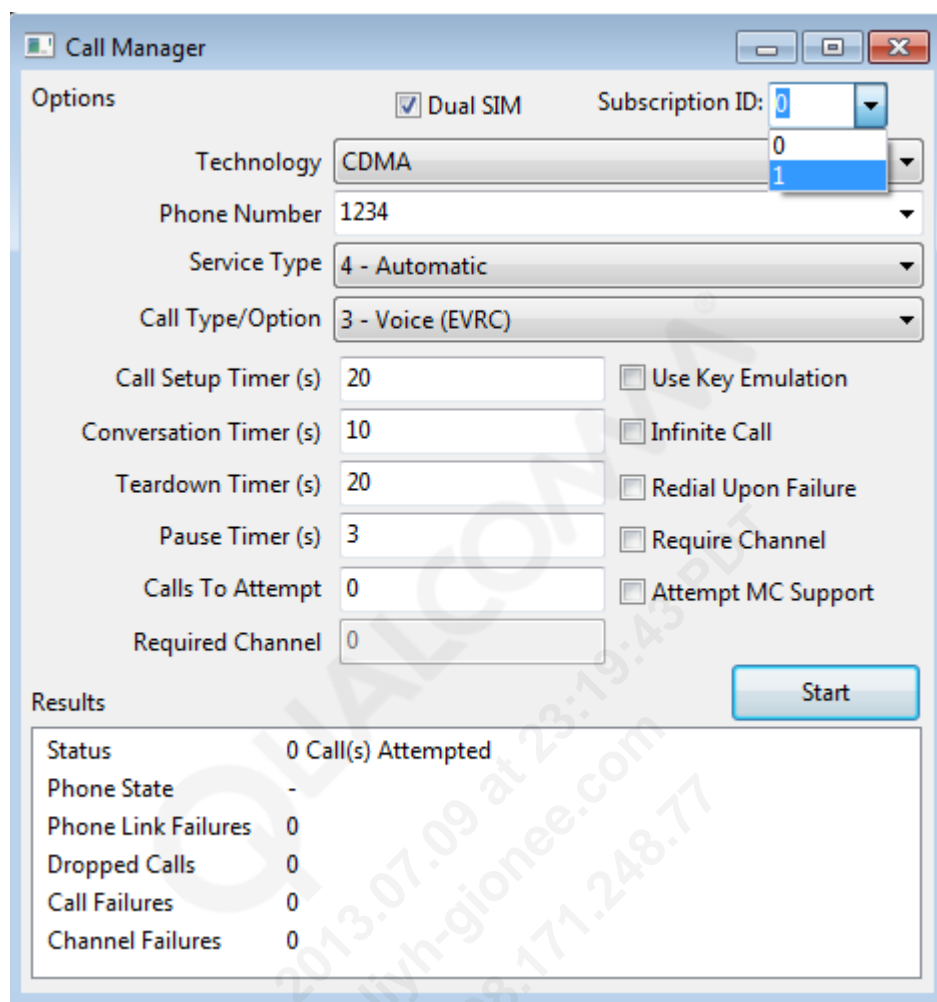 Call Manager
Options Dual SIM Subscription ID: 0
0
1
Technology CDMA
Phone Number 1234
Service Type 4 - Automatic
Call Type/Option 3 - Voice (EVRC)
Call Setup Timer (s) 20 Use Key Emulation
Conversation Timer (s) 10 Infinite Call
Teardown Timer (s) 20 Redial Upon Failure
Pause Timer (s) 3 Require Channel
Calls To Attempt 0 Attempt MC Support
Required Channel 0
Start
Results
Status 0 Call(s) Attempted
Phone State -
Phone Link Failures 0
Dropped Calls 0
Call Failures 0
Channel Failures 0
QUALCOMM®
2013.07.09 at 23:19:43 PDT